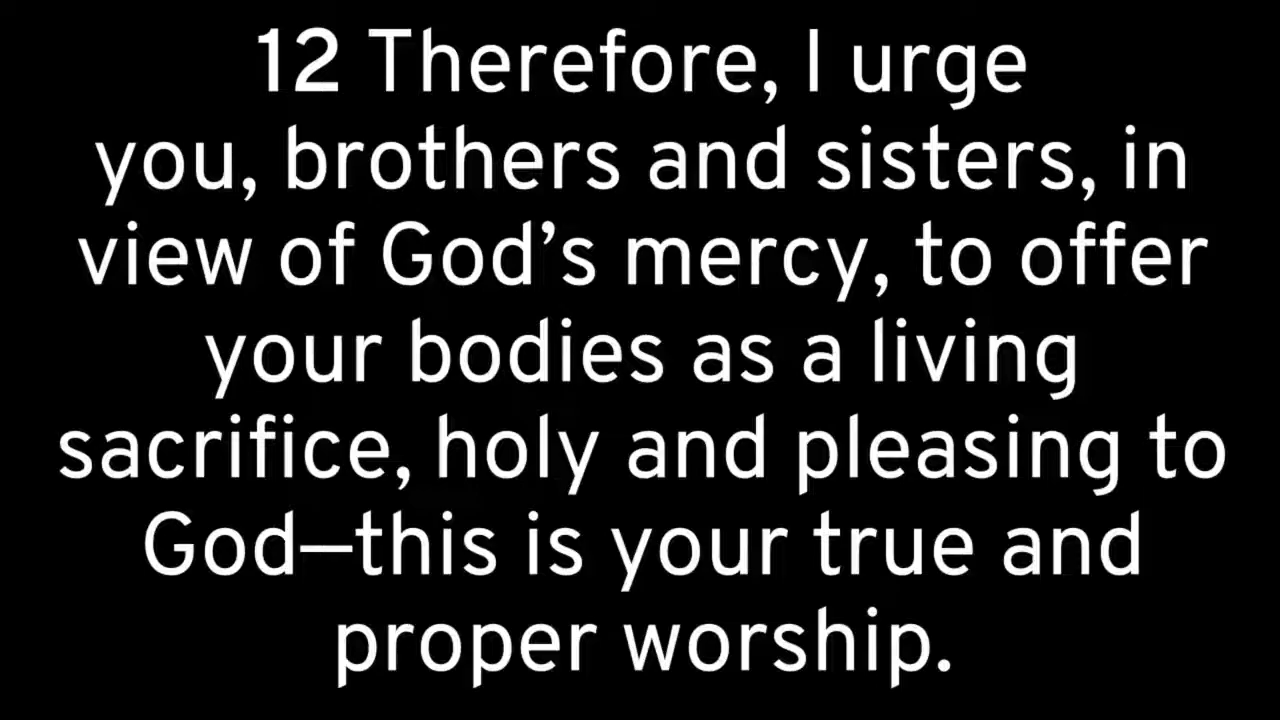 12 Therefore, I urge
you, brothers and sisters, in
view of God’s mercy, to offer
your bodies as a living
sacrifice, holy and pleasing to
God—this is your true and
proper worship.